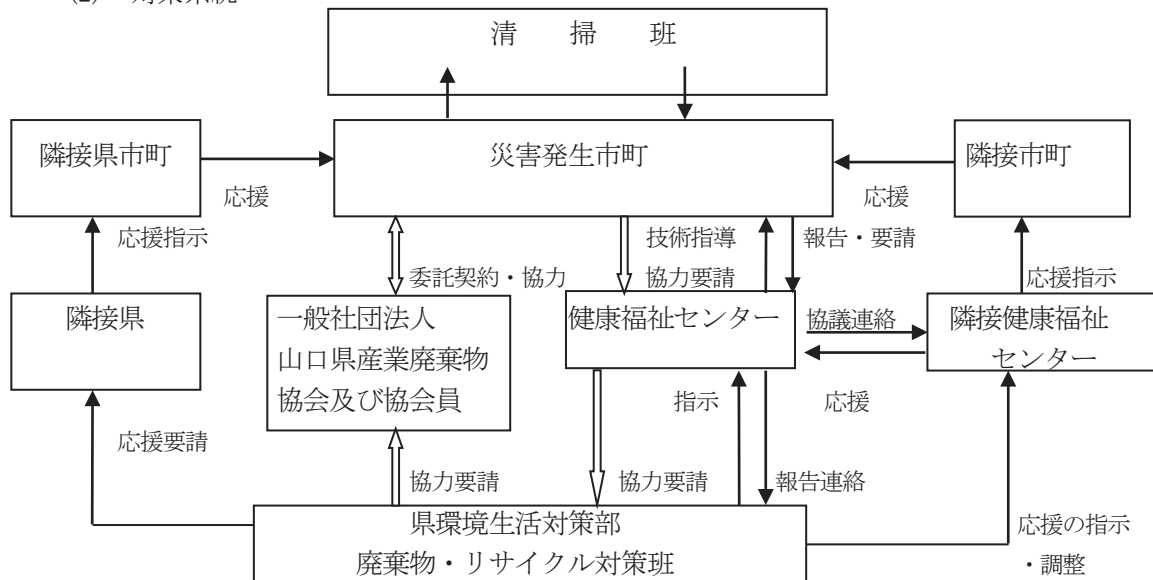 (2) 対策系統
清 掃 班
隣接県市町
災害発生市町
隣接市町
応援
応援
応援指示
技術指導
報告・要請
委託契約・協力
協力要請
応援指示
隣接県
一般社団法人
山口県産業廃棄物
協会及び協会員
健康福祉センター
協議連絡
隣接健康福祉
センター
指示
応援
応援要請
協力要請
協力要請
報告連絡
県環境生活対策部
廃棄物・リサイクル対策班
応援の指示
・調整